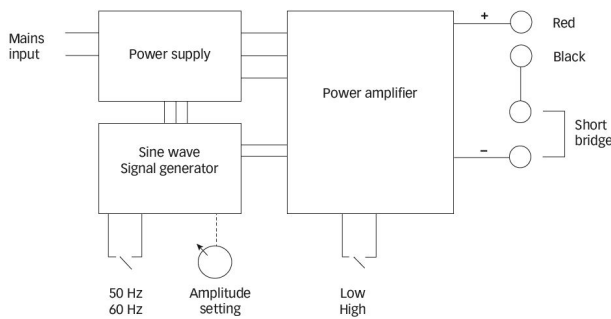 Mains
input
Power supply
Sine wave
Signal generator
Power amplifier
+
Red
Black
Short
bridge
–
50 Hz
60 Hz
Amplitude
setting
Low
High